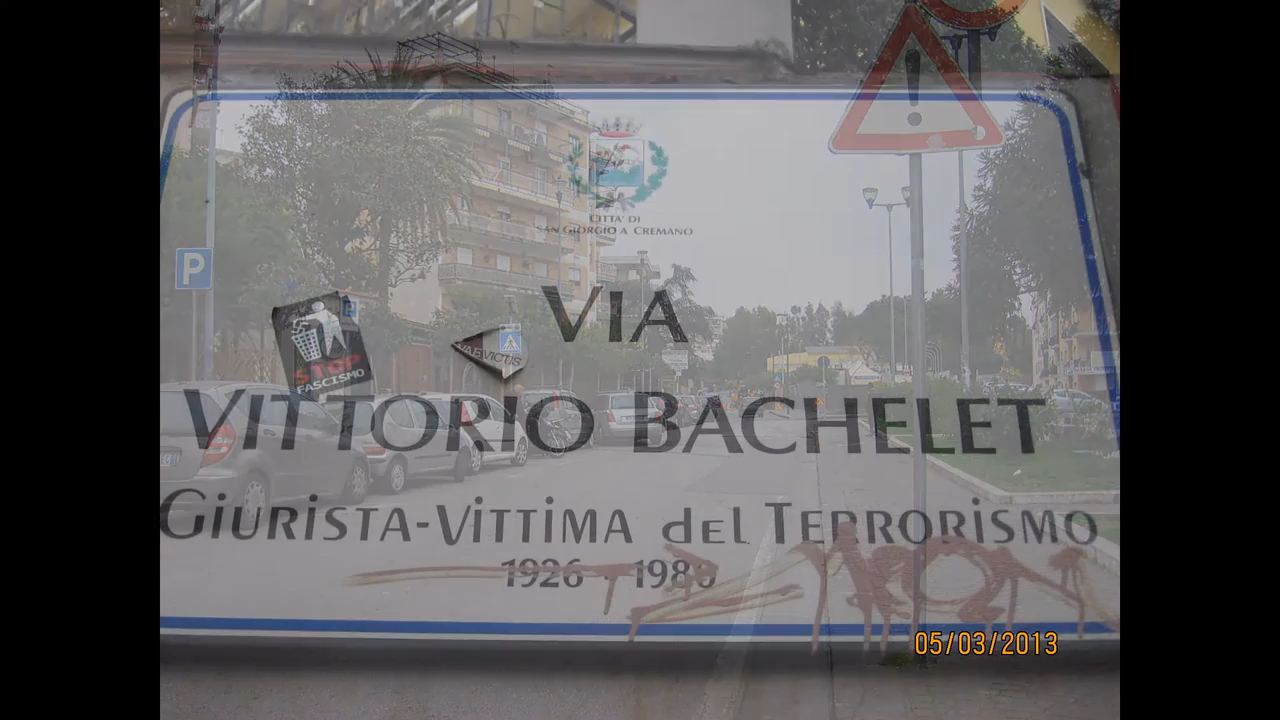 CITTA' DI
SAN GIORGIO A CREMANO
P
VIA
STOP
FASCISMO
VAE VICTIS
VITTORIO BACHELET
GIURISTA-VITTIMA del TERRORISMO
1926 - 1980
05/03/2013